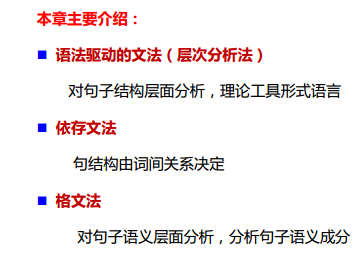 本章主要介绍：
■ 语法驱动的文法（层次分析法）
对句子结构层面分析，理论工具形式语言
■ 依存文法
句结构由词间关系决定
■ 格文法
对句子语义层面分析，分析句子语义成分